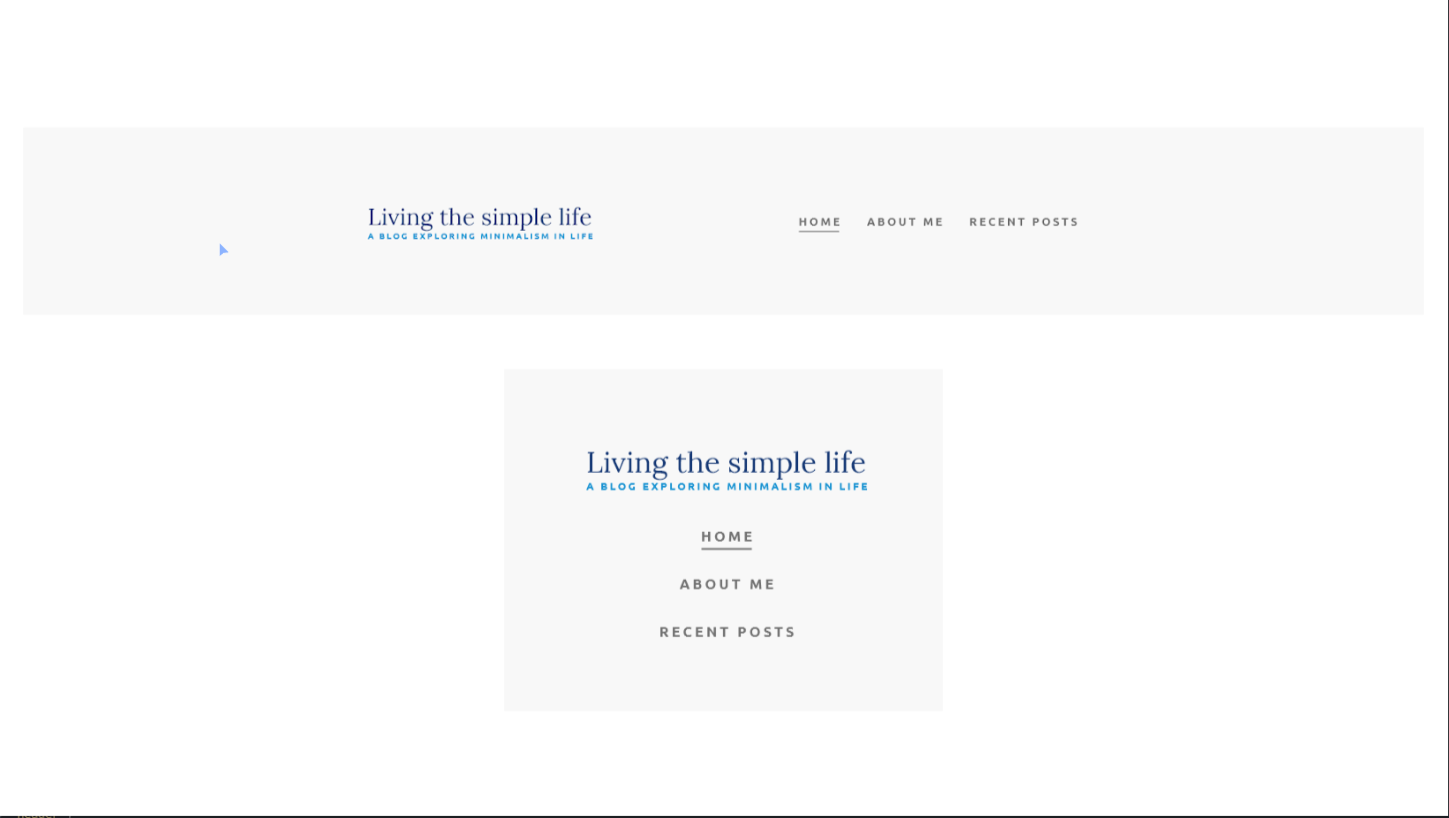 Living the simple life
A BLOG EXPLORING MINIMALISM IN LIFE
HOME ABOUT ME RECENT POSTS
Living the simple life
A BLOG EXPLORING MINIMALISM IN LIFE
HOME
ABOUT ME
RECENT POSTS